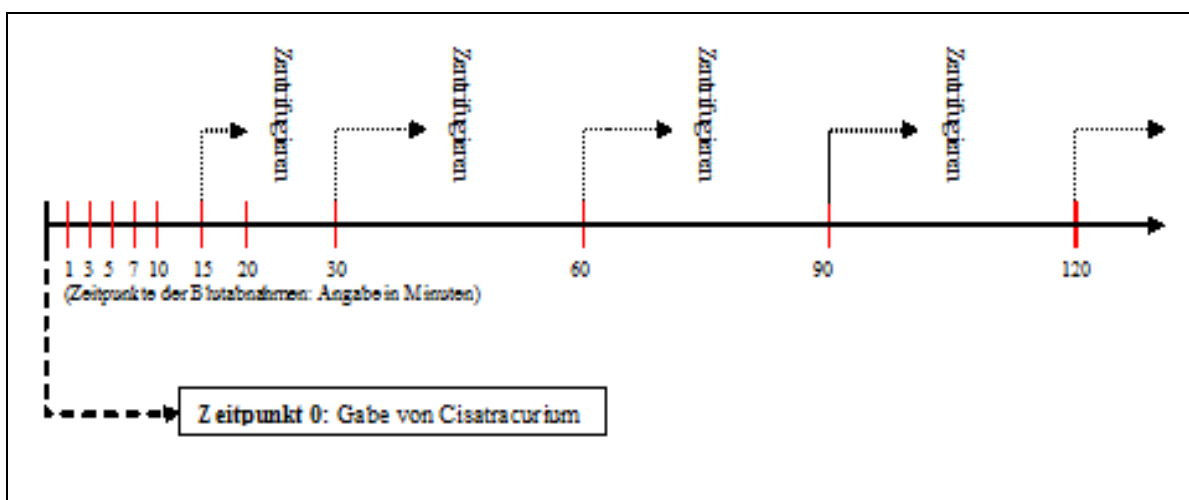 Zentrifugieren
Zentrifugieren
Zentrifugieren
Zentrifugieren
1 3 5 7 10 15 20 30 60 90 120
(Zeitpunkte der Blutabnahmen: Angabe in Minuten)
Zeitpunkt 0: Gabe von Cisatracurium